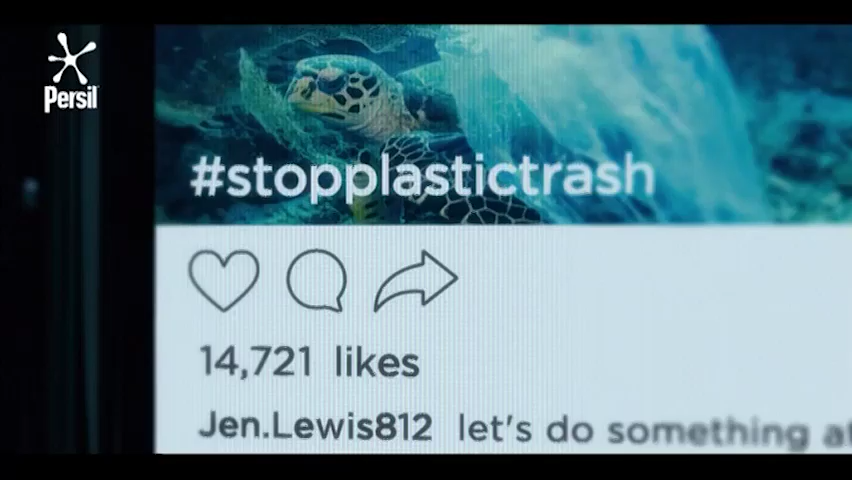 Persil
#stopplastictrash
14,721 likes
Jen.Lewis812 let's do something